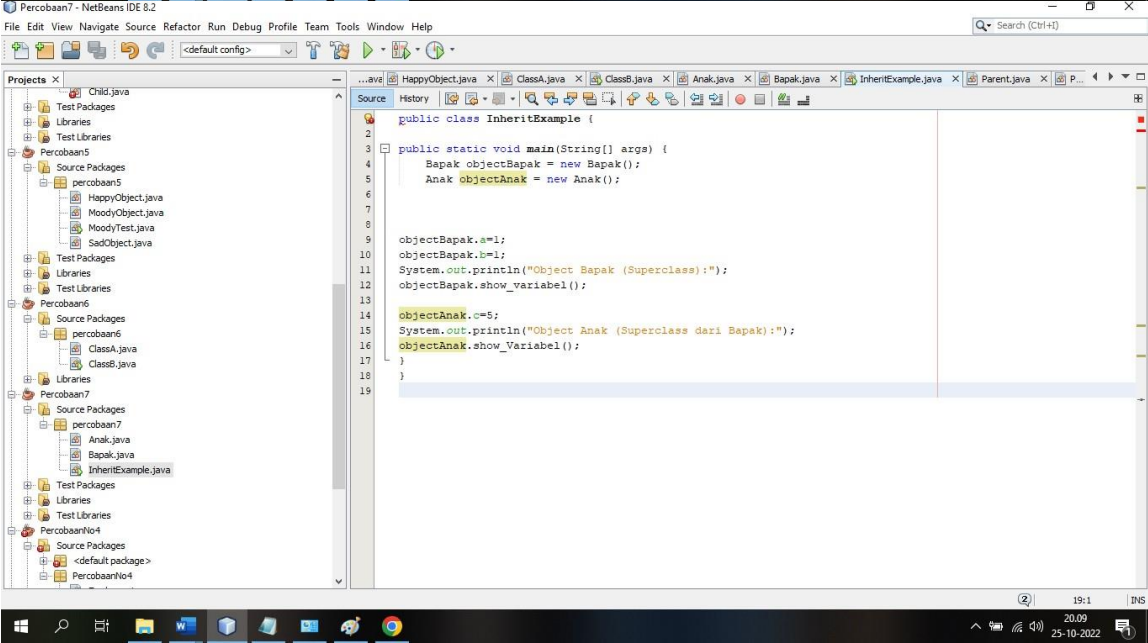 Percobaan7 - NetBeans IDE 8.2
File Edit View Navigate Source Refactor Run Debug Profile Team Tools Window Help
Search (Ctrl+I)
<default config>
Projects
Child.java
Test Packages
Libraries
Test Libraries
Percobaan5
Source Packages
percobaan5
HappyObject.java
MoodyObject.java
MoodyTest.java
SadObject.java
Test Packages
Libraries
Test Libraries
Percobaan6
Source Packages
percobaan6
ClassA.java
ClassB.java
Libraries
Percobaan7
Source Packages
percobaan7
Anak.java
Bapak.java
InheritExample.java
Test Packages
Libraries
Test Libraries
PercobaanNo4
Source Packages
<default package>
PercobaanNo4
...ava HappyObject.java ClassA.java ClassB.java Anak.java Bapak.java InheritExample.java Parent.java P...
Source History
public class InheritExample {
2
3 public static void main(String[] args) {
4 Bapak objectBapak = new Bapak();
5 Anak objectAnak = new Anak();
6
7
8
9 objectBapak.a=1;
10 objectBapak.b=1;
11 System.out.println("Object Bapak (Superclass):");
12 objectBapak.show_variabel();
13
14 objectAnak.c=5;
15 System.out.println("Object Anak (Superclass dari Bapak):");
16 objectAnak.show_Variabel();
17 }
18 }
19
2 19:1 INS
20.09
25-10-2022